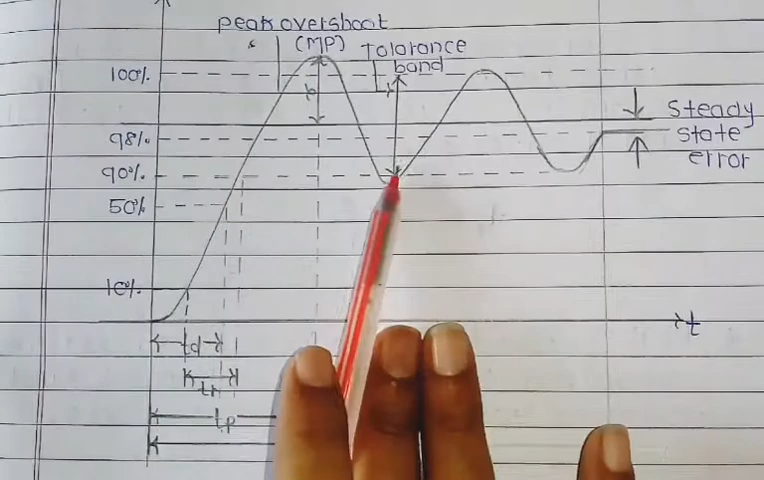 peak overshoot
(MP)
Tolarance
band
100%
98%
90%
50%
10%
Steady
state
error
t
td
tr
tp